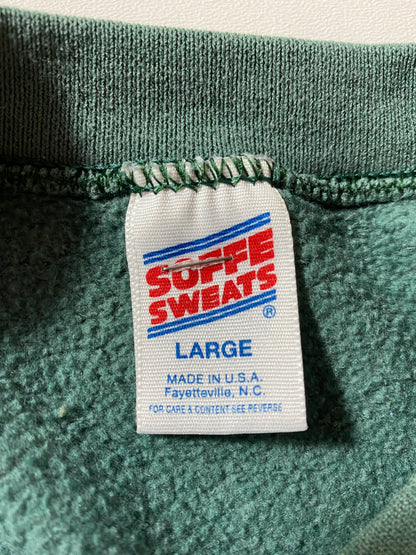 SOFFE
SWEATS
®
LARGE
MADE IN U.S.A.
Fayetteville, N.C.
FOR CARE & CONTENT SEE REVERSE